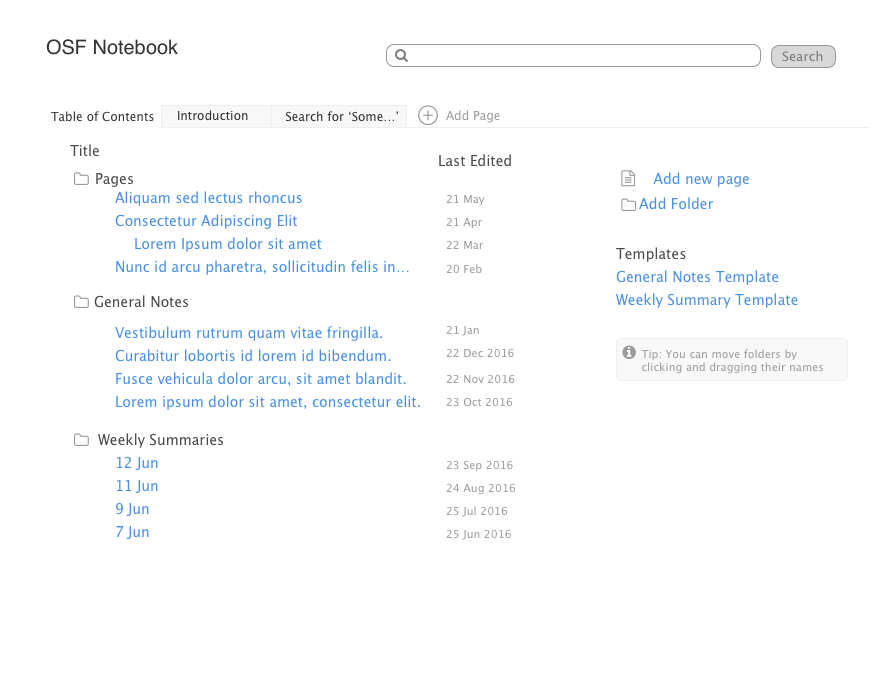 OSF Notebook
Search
Table of Contents
Introduction
Search for ‘Some...’
Add Page
Title
Last Edited
Pages
Aliquam sed lectus rhoncus
21 May
Consectetur Adipiscing Elit
21 Apr
Lorem Ipsum dolor sit amet
22 Mar
Nunc id arcu pharetra, sollicitudin felis in...
20 Feb
General Notes
Vestibulum rutrum quam vitae fringilla.
21 Jan
Curabitur lobortis id lorem id bibendum.
22 Dec 2016
Fusce vehicula dolor arcu, sit amet blandit.
22 Nov 2016
Lorem ipsum dolor sit amet, consectetur elit.
23 Oct 2016
Weekly Summaries
12 Jun
23 Sep 2016
11 Jun
24 Aug 2016
9 Jun
25 Jul 2016
7 Jun
25 Jun 2016
Add new page
Add Folder
Templates
General Notes Template
Weekly Summary Template
Tip: You can move folders by
clicking and dragging their names